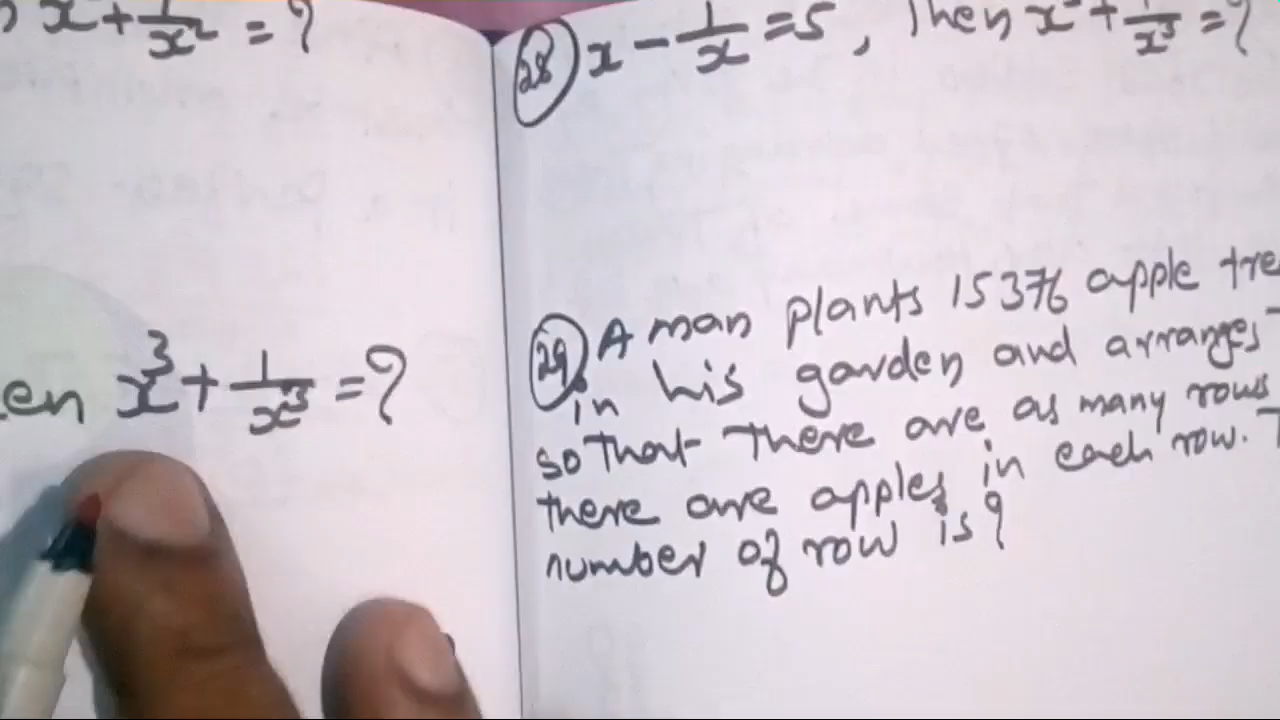 x + 1/x² = ?
en x³ + 1/x³ = ?
28 x - 1/x = 5, Then x + 1/x³ = ?
29 A man plants 15376 apple tre
in his garden and arranges
so that there are as many rows
there are apples in each row. T
number of row is ?